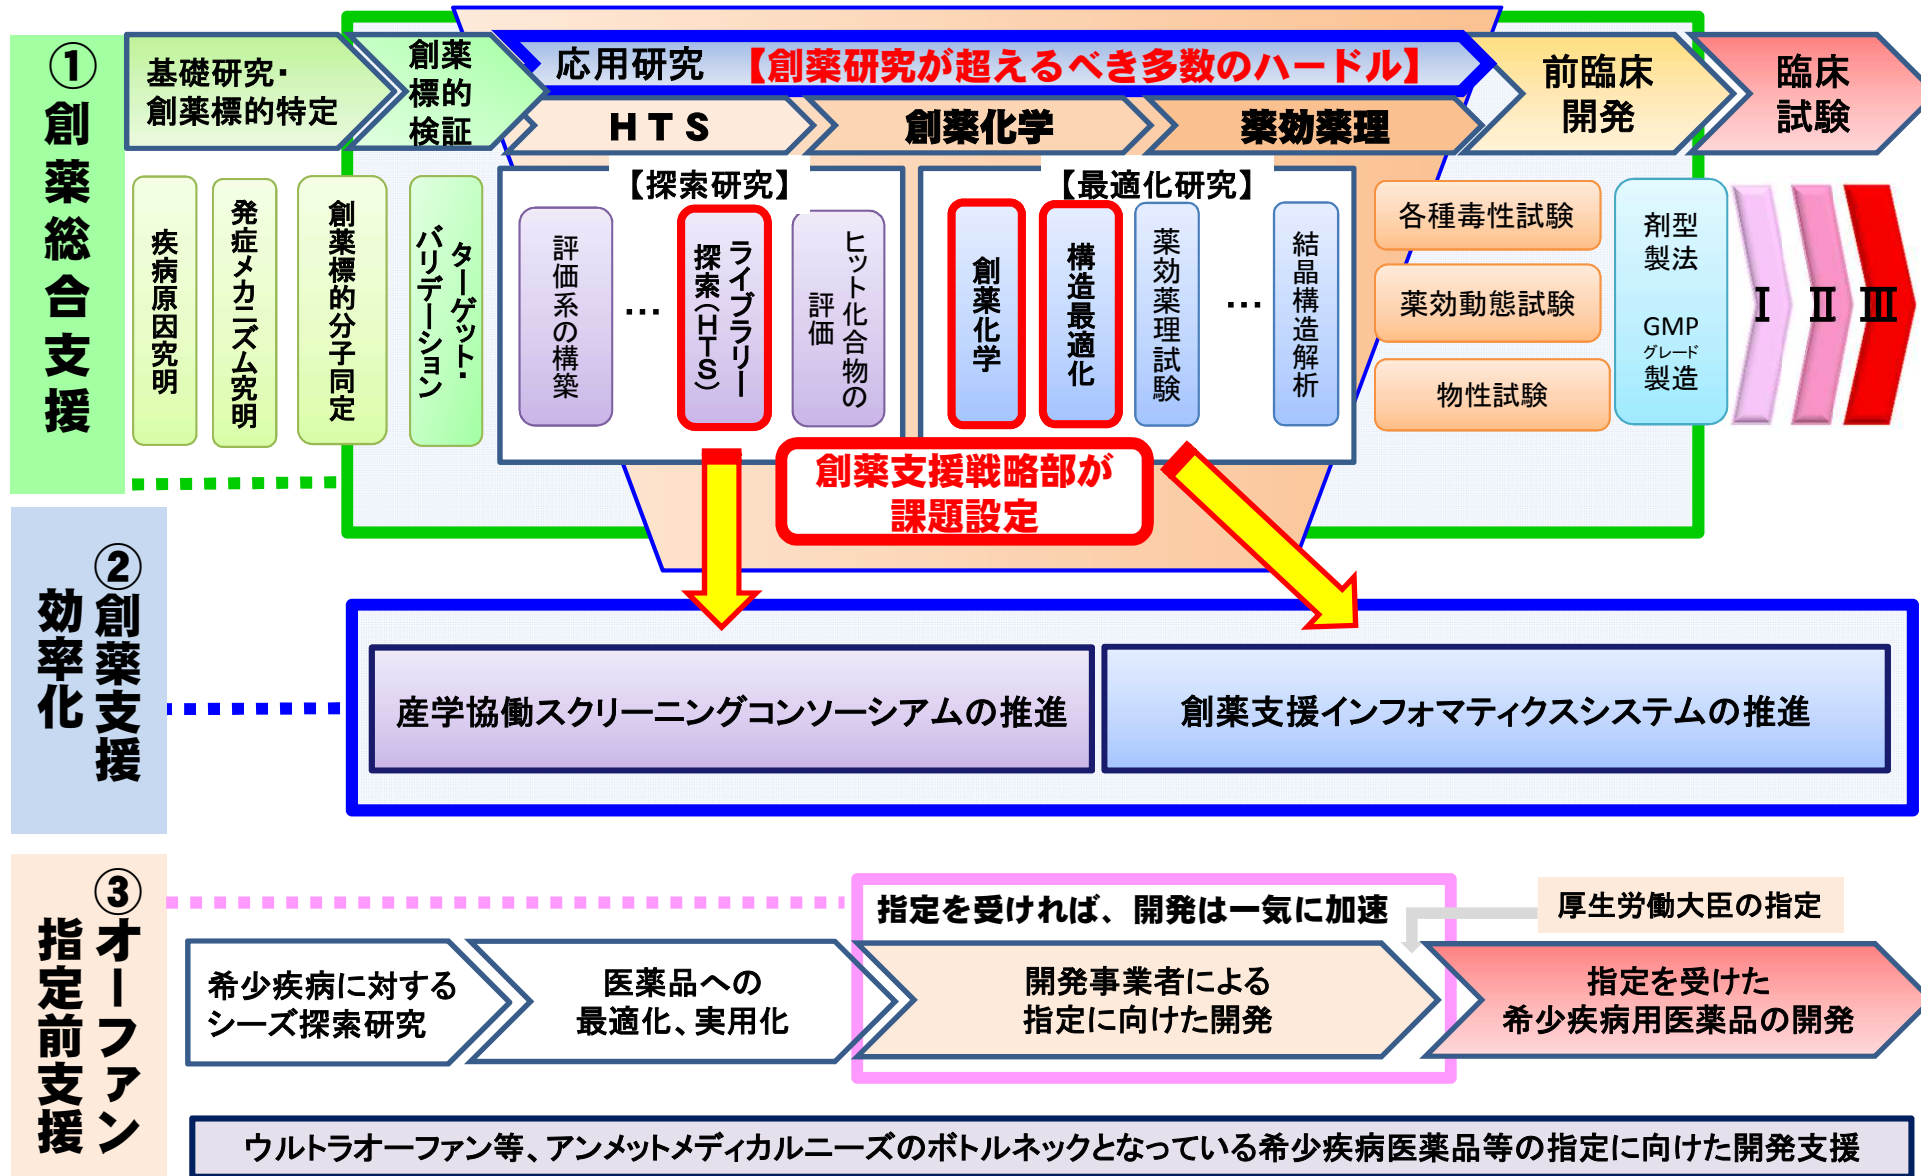 ①創薬総合支援
基礎研究・
創薬標的特定
創薬
標的
検証
応用研究 【創薬研究が超えるべき多数のハードル】
HTS
創薬化学
薬効薬理
前臨床
開発
臨床
試験
疾病原因究明
発症メカニズム究明
創薬標的分子同定
ターゲット・
バリデーション
【探索研究】
評価系の構築
…
ライブラリー
探索(HTS)
ヒット化合物の
評価
【最適化研究】
創薬化学
構造最適化
薬効薬理試験
…
結晶構造解析
各種毒性試験
薬効動態試験
物性試験
剤型
製法
GMP
グレード
製造
Ⅰ
Ⅱ
Ⅲ
創薬支援戦略部が
課題設定
②創薬支援
効率化
産学協働スクリーニングコンソーシアムの推進
創薬支援インフォマティクスシステムの推進
③オーファン
指定前支援
指定を受ければ、開発は一気に加速
厚生労働大臣の指定
希少疾病に対する
シーズ探索研究
医薬品への
最適化、実用化
開発事業者による
指定に向けた開発
指定を受けた
希少疾病用医薬品の開発
ウルトラオーファン等、アンメットメディカルニーズのボトルネックとなっている希少疾病医薬品等の指定に向けた開発支援